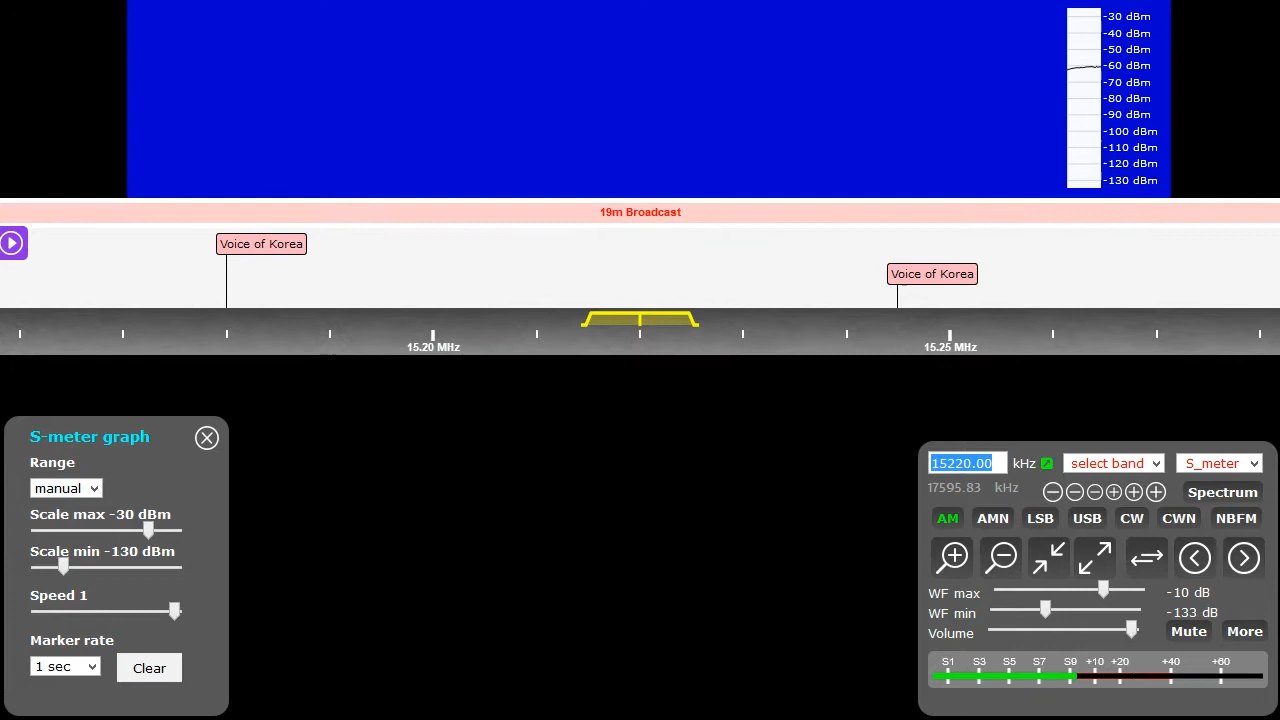 -30 dBm
-40 dBm
-50 dBm
-60 dBm
-70 dBm
-80 dBm
-90 dBm
-100 dBm
-110 dBm
-120 dBm
-130 dBm
19m Broadcast
Voice of Korea
Voice of Korea
15.20 MHz
15.25 MHz
S-meter graph
Range
manual
Scale max -30 dBm
Scale min -130 dBm
Speed 1
Marker rate
1 sec
Clear
15220.00 kHz select band S_meter
17595.83 kHz Spectrum
AM AMN LSB USB CW CWN NBFM
WF max -10 dB
WF min -133 dB
Volume Mute More
S1 S3 S5 S7 S9 +10 +20 +40 +60